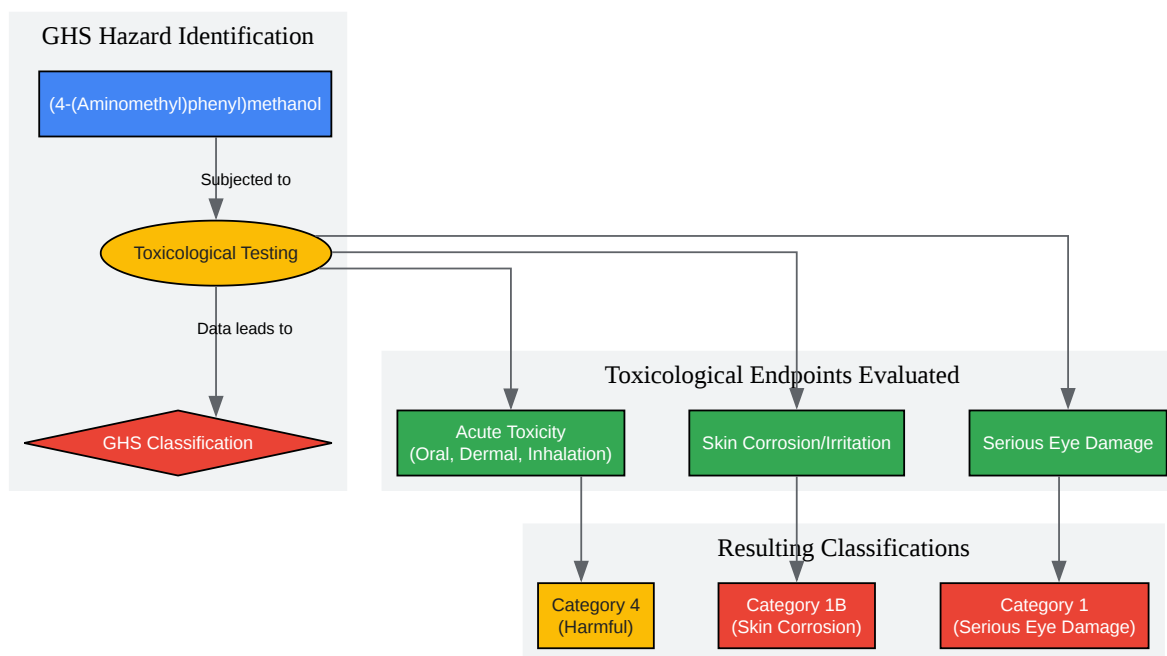 GHS Hazard Identification
(4-(Aminomethyl)phenyl)methanol
Subjected to
Toxicological Testing
Data leads to
GHS Classification
Toxicological Endpoints Evaluated
Acute Toxicity
(Oral, Dermal, Inhalation)
Skin Corrosion/Irritation
Serious Eye Damage
Resulting Classifications
Category 4
(Harmful)
Category 1B
(Skin Corrosion)
Category 1
(Serious Eye Damage)